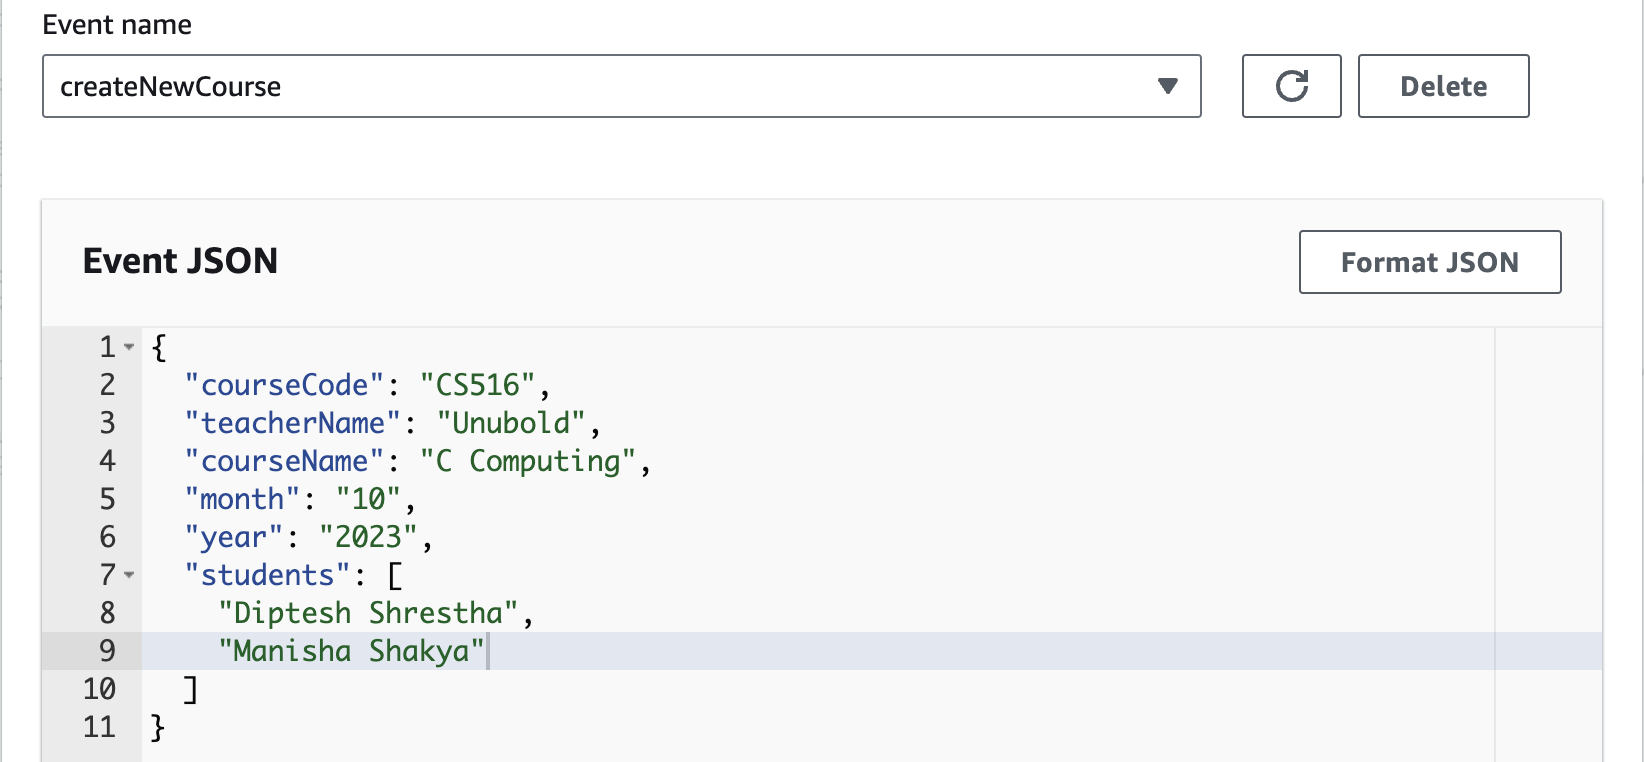 Event name
createNewCourse
Delete
Event JSON
Format JSON
1 {
2 "courseCode": "CS516",
3 "teacherName": "Unubold",
4 "courseName": "C Computing",
5 "month": "10",
6 "year": "2023",
7 "students": [
8 "Diptesh Shrestha",
9 "Manisha Shakya"
10 ]
11 }